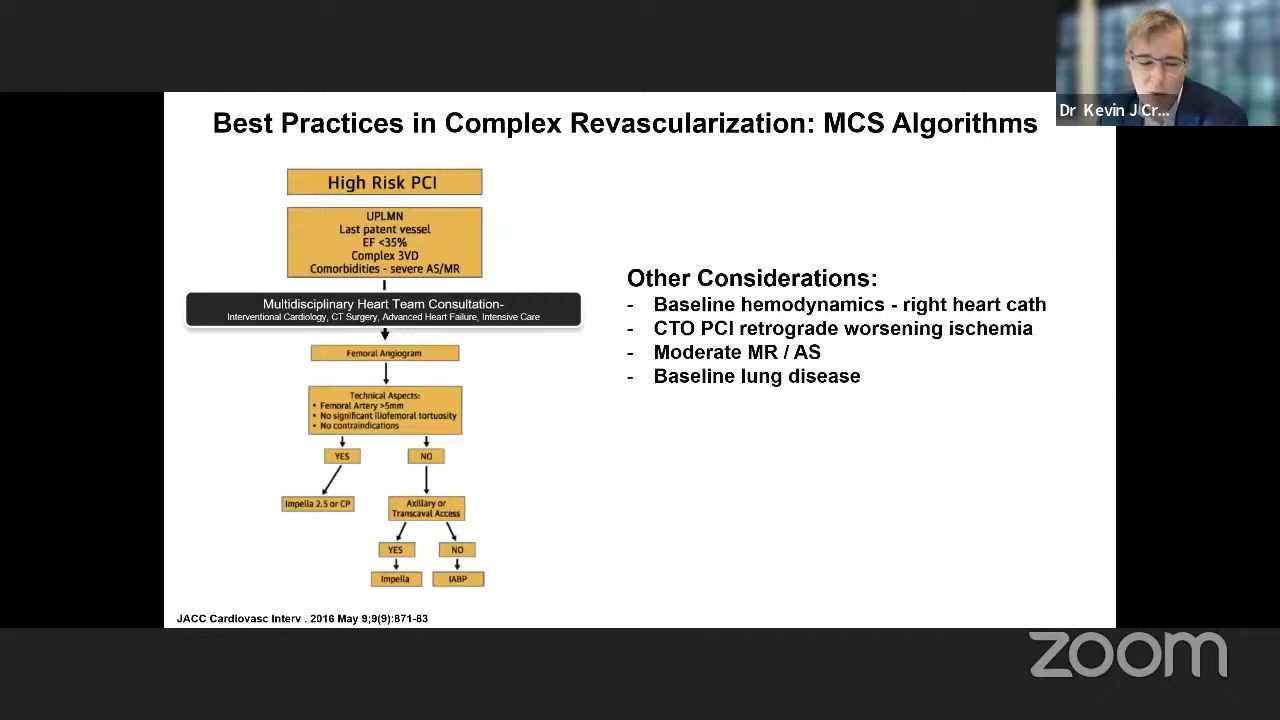 Dr Kevin J Cr...
Best Practices in Complex Revascularization: MCS Algorithms
High Risk PCI
UPLMN
Last patent vessel
EF <35%
Complex 3VD
Comorbidities - severe AS/MR
Multidisciplinary Heart Team Consultation-
Interventional Cardiology, CT Surgery, Advanced Heart Failure, Intensive Care
Femoral Angiogram
Technical Aspects:
• Femoral Artery >5mm
• No significant iliofemoral tortuosity
• No contraindications
YES
NO
Impella 2.5 or CP
Axillary or
Transcaval Access
YES
NO
Impella
IABP
Other Considerations:
- Baseline hemodynamics - right heart cath
- CTO PCI retrograde worsening ischemia
- Moderate MR / AS
- Baseline lung disease
JACC Cardiovasc Interv . 2016 May 9;9(9):871-83
zoom